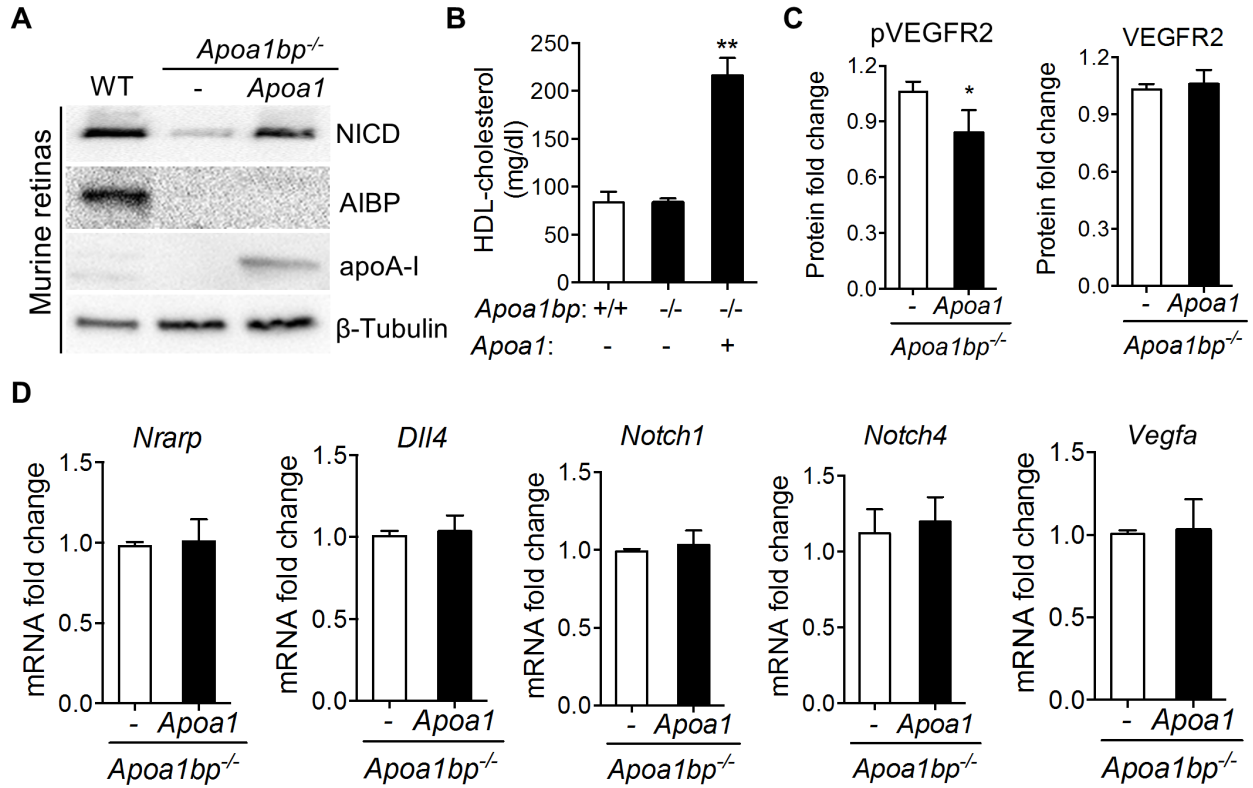 A
Apoa1bp-/-
WT - Apoa1
NICD
AIBP
apoA-I
β-Tubulin
Murine retinas
B
HDL-cholesterol
(mg/dl)
250
200
150
100
50
0
**
Apoa1bp: +/+ -/- -/-
Apoa1: - - +
C
pVEGFR2
Protein fold change
1.2
0.9
0.6
0.3
0.0
*
- Apoa1
Apoa1bp-/-
VEGFR2
Protein fold change
1.2
0.9
0.6
0.3
0.0
- Apoa1
Apoa1bp-/-
D
Nrarp
mRNA fold change
1.5
1.0
0.5
0.0
- Apoa1
Apoa1bp-/-
Dll4
mRNA fold change
1.5
1.0
0.5
0.0
- Apoa1
Apoa1bp-/-
Notch1
mRNA fold change
1.5
1.0
0.5
0.0
- Apoa1
Apoa1bp-/-
Notch4
mRNA fold change
1.5
1.0
0.5
0.0
- Apoa1
Apoa1bp-/-
Vegfa
mRNA fold change
1.5
1.0
0.5
0.0
- Apoa1
Apoa1bp-/-